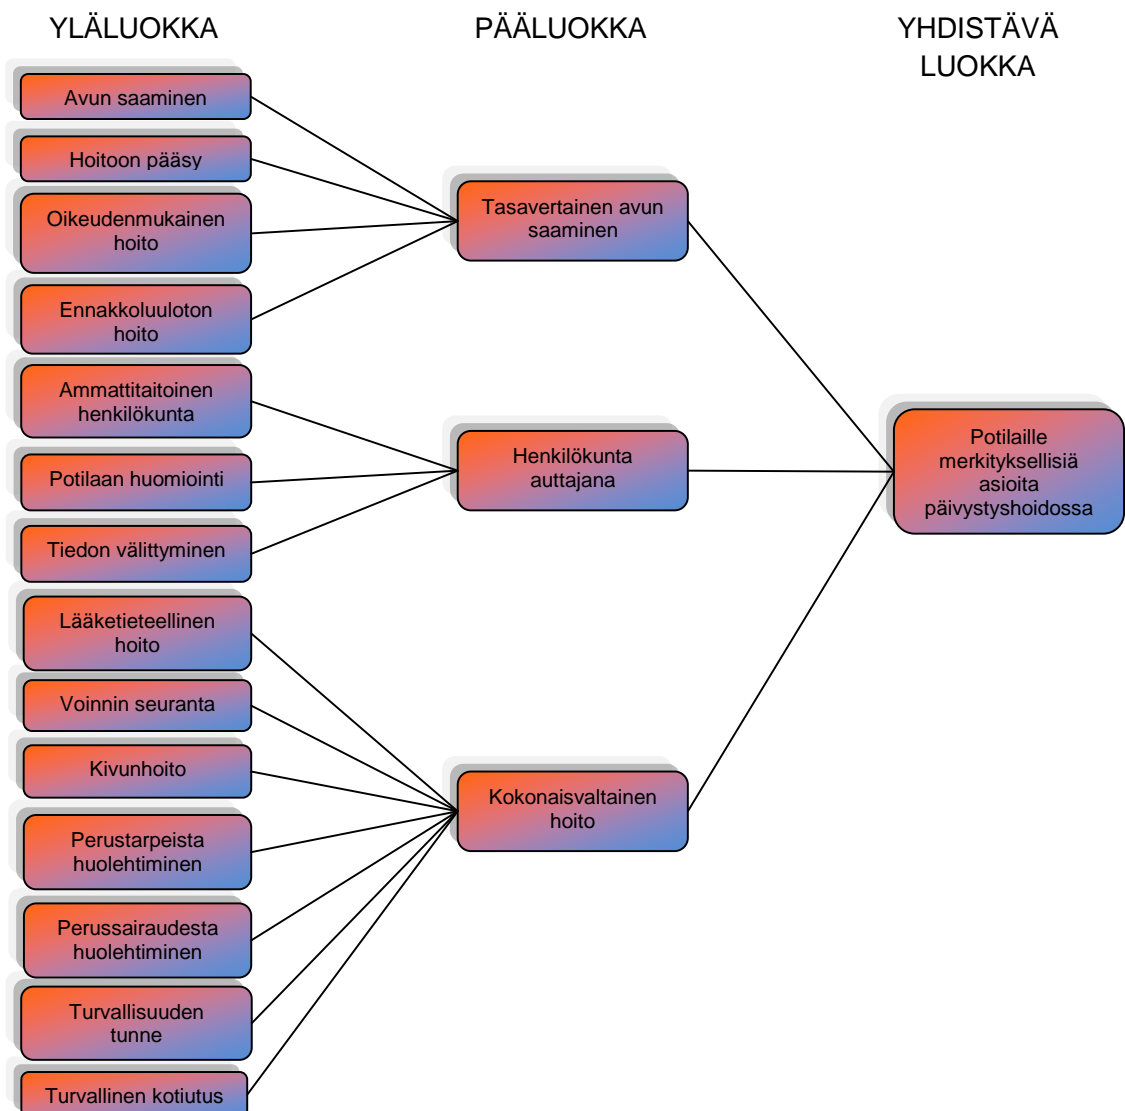 YLÄLUOKKA
PÄÄLUOKKA
YHDISTÄVÄ
LUOKKA
Avun saaminen
Hoitoon pääsy
Oikeudenmukainen
hoito
Ennakkoluuloton
hoito
Ammattitaitoinen
henkilökunta
Potilaan huomiointi
Tiedon välittyminen
Lääketieteellinen
hoito
Voinnin seuranta
Kivunhoito
Perustarpeista
huolehtiminen
Perussairaudesta
huolehtiminen
Turvallisuuden
tunne
Turvallinen kotiutus
Tasavertainen avun
saaminen
Henkilökunta
auttajana
Kokonaisvaltainen
hoito
Potilaille
merkityksellisiä
asioita
päivystyshoidossa